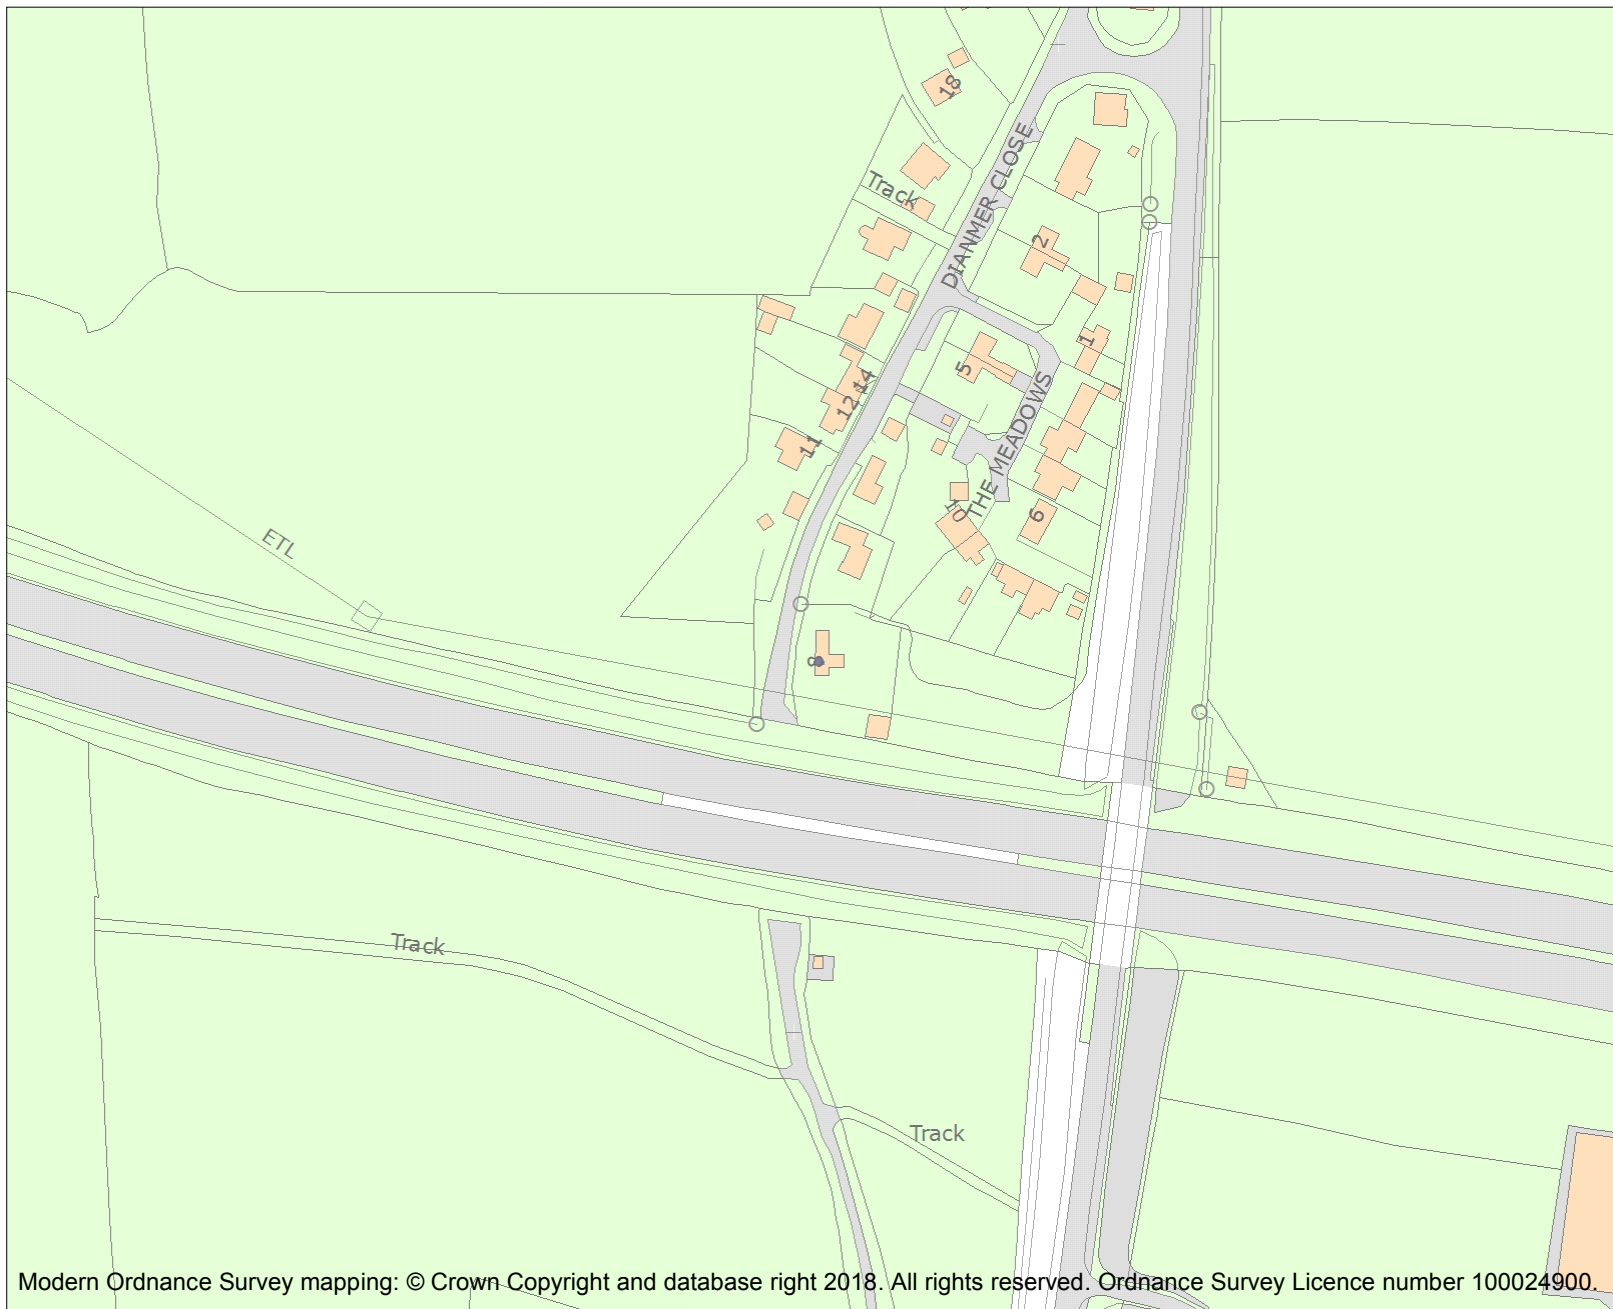 18
DIANMER CLOSE
Track
2
1
5
14
12
11
THE MEADOWS
10
6
ETL
8
Track
Track
Modern Ordnance Survey mapping: © Crown Copyright and database right 2018. All rights reserved. Ordnance Survey Licence number 100024900.